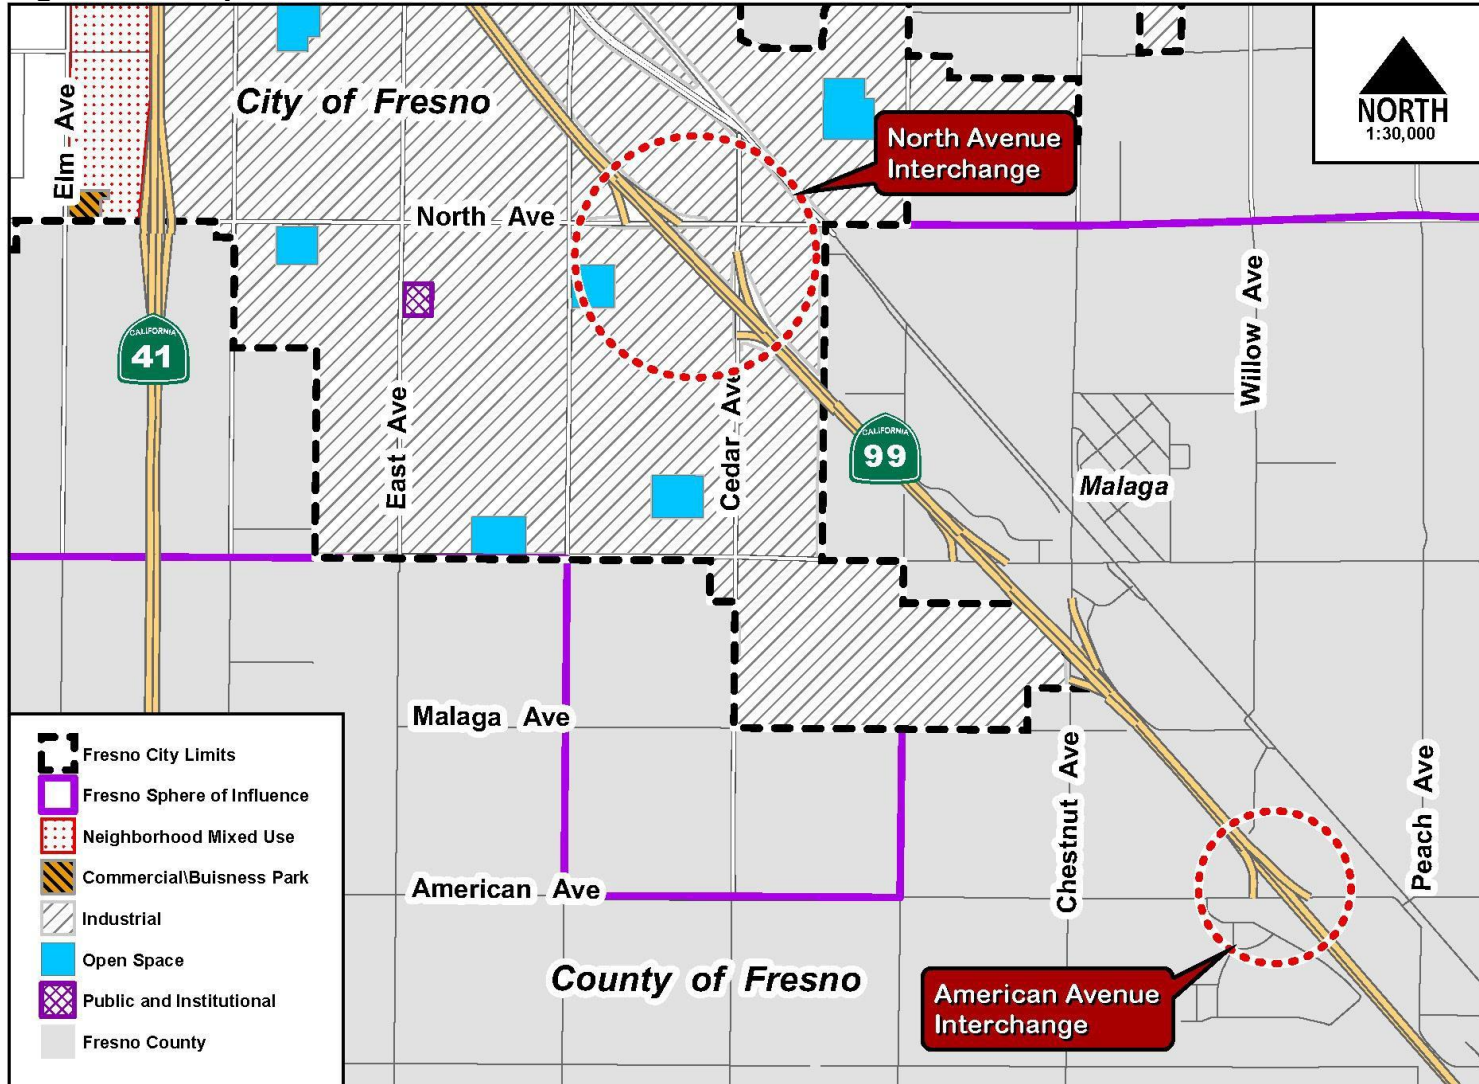 City of Fresno
Elm Ave
North Avenue
Interchange
NORTH
1:30,000
North Ave
CALIFORNIA
41
East Ave
Cedar Ave
CALIFORNIA
99
Willow Ave
Malaga
Malaga Ave
American Ave
Chestnut Ave
Peach Ave
County of Fresno
American Avenue
Interchange
Fresno City Limits
Fresno Sphere of Influence
Neighborhood Mixed Use
Commercial\Buisness Park
Industrial
Open Space
Public and Institutional
Fresno County